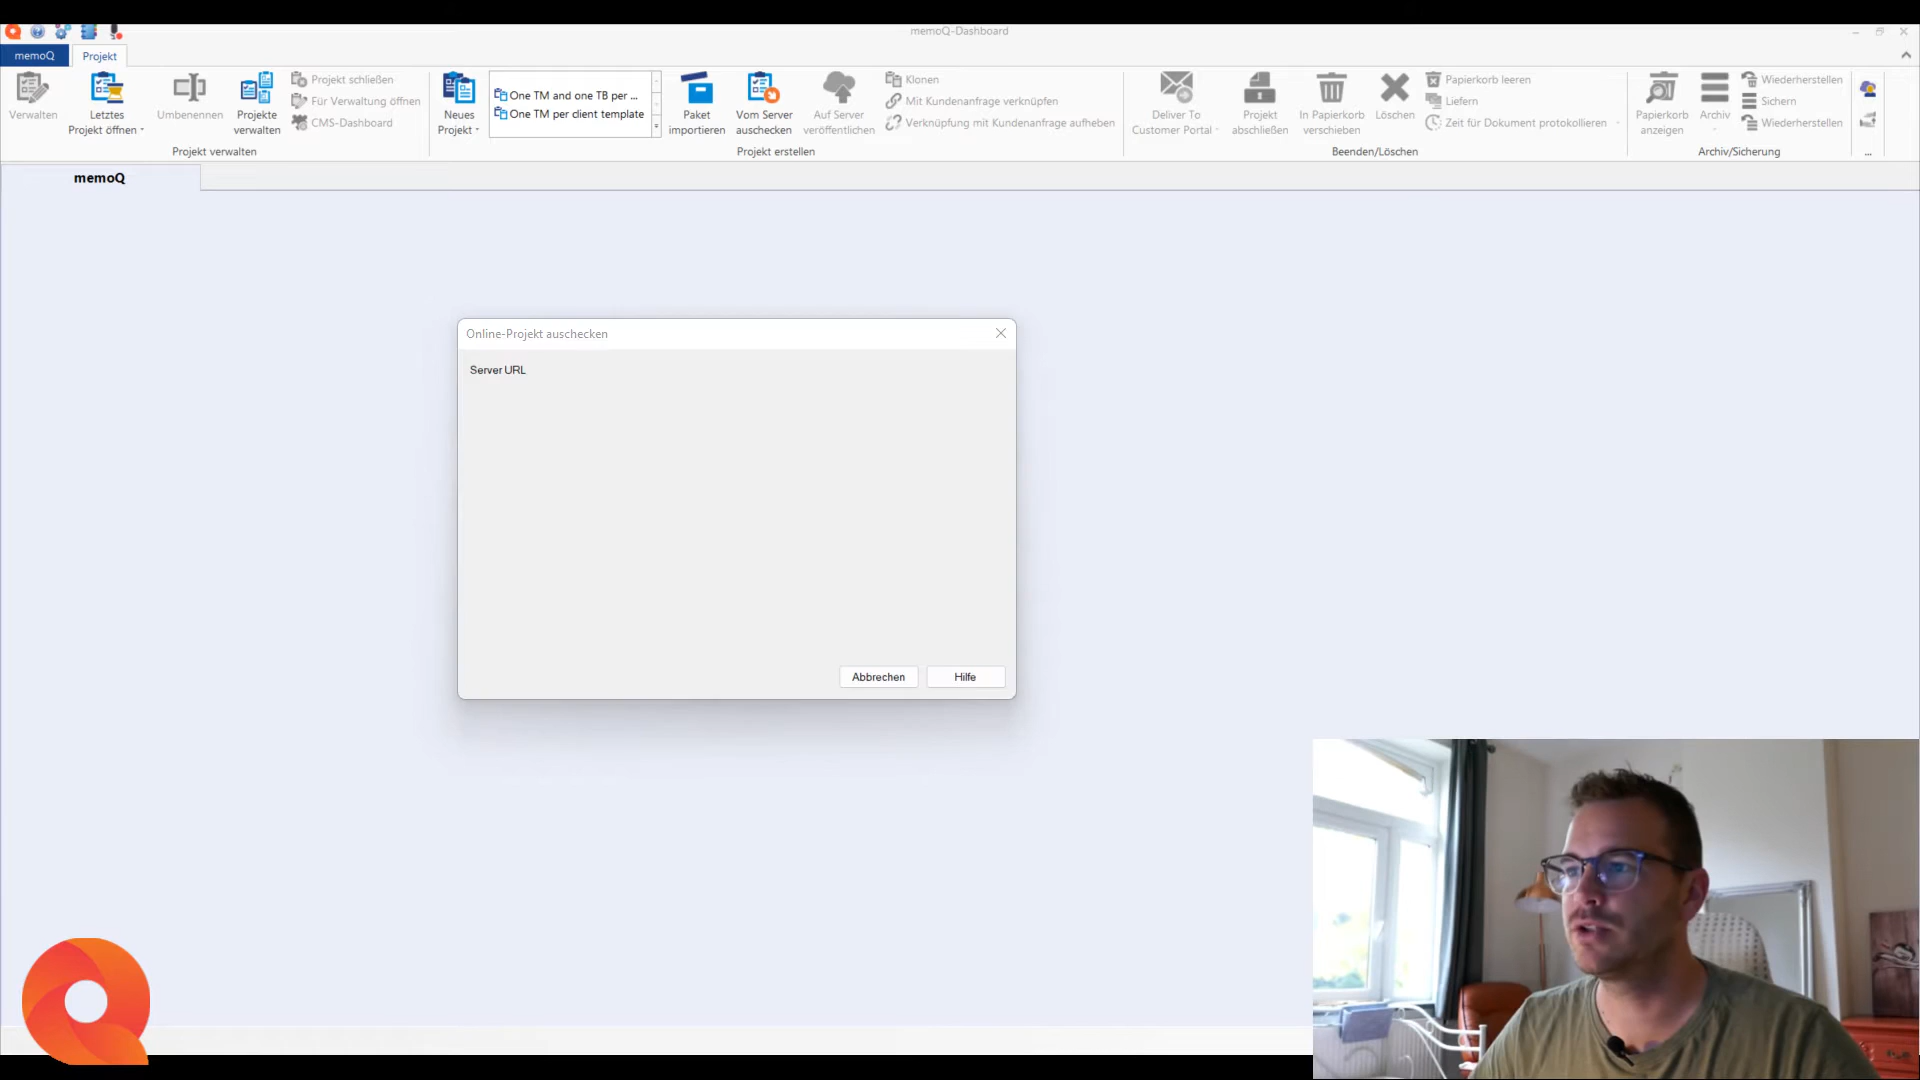 memoQ-Dashboard
memoQ
Projekt
Verwalten
Letztes
Projekt öffnen
Umbenennen
Projekte
verwalten
Projekt schließen
Für Verwaltung öffnen
CMS-Dashboard
Projekt verwalten
Neues
Projekt
One TM and one TB per ...
One TM per client template
Paket
importieren
Vom Server
auschecken
Auf Server
veröffentlichen
Klonen
Mit Kundenanfrage verknüpfen
Verknüpfung mit Kundenanfrage aufheben
Projekt erstellen
Deliver To
Customer Portal
Projekt
abschließen
In Papierkorb
verschieben
Löschen
Papierkorb leeren
Liefern
Zeit für Dokument protokollieren
Beenden/Löschen
Papierkorb
anzeigen
Archiv
Wiederherstellen
Sichern
Wiederherstellen
Archiv/Sicherung
...
memoQ
Online-Projekt auschecken
Server URL
Abbrechen
Hilfe